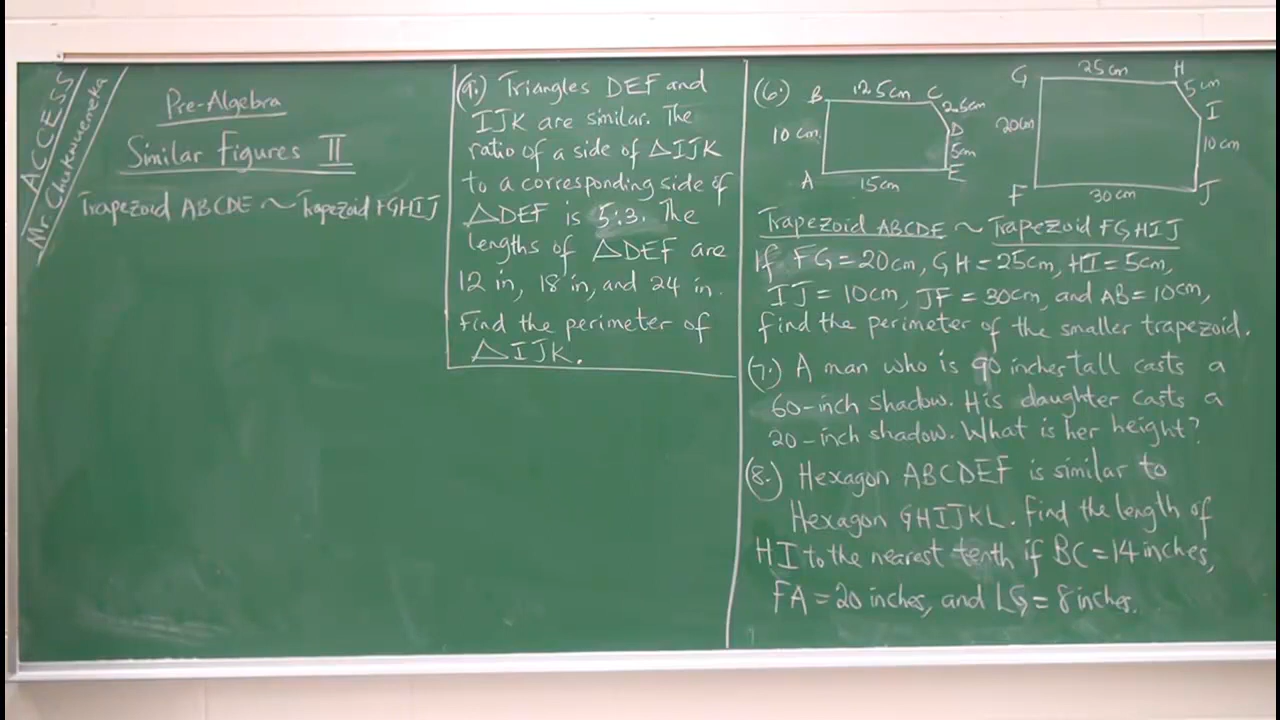 ACCESS
Mr. Chukwuemeka
Pre-Algebra
Similar Figures II
Trapezoid ABCDE ~ Trapezoid FGHIJ
(9.) Triangles DEF and
IJK are similar. The
ratio of a side of △IJK
to a corresponding side of
△DEF is 5:3. The
lengths of △DEF are
12 in, 18 in, and 24 in.
Find the perimeter of
△IJK.
(6.)
B 12.5cm C
2.5cm
10 cm
D
5cm
A 15cm E
G 25cm H
5cm
20cm
I
10cm
F 30cm J
Trapezoid ABCDE ~ Trapezoid FGHIJ
If FG = 20cm, GH = 25cm, HI = 5cm,
IJ = 10cm, JF = 30cm, and AB = 10cm,
find the perimeter of the smaller trapezoid.
(7.) A man who is 90 inches tall casts a
60-inch shadow. His daughter casts a
20-inch shadow. What is her height?
(8.) Hexagon ABCDEF is similar to
Hexagon GHIJKL. Find the length of
HI to the nearest tenth if BC = 14 inches,
FA = 20 inches, and LG = 8 inches.